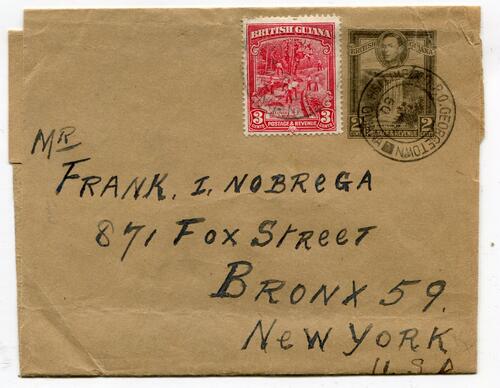 BRITISH GUIANA
3 3
CENTS POSTAGE & REVENUE CENTS
BRITISH GUIANA
POSTAGE & REVENUE 2
G.P.O. GEORGETOWN
MR
FRANK. I. NOBREGA
871 FOX STREET
BRONX 59.
NEW YORK
U.S.A